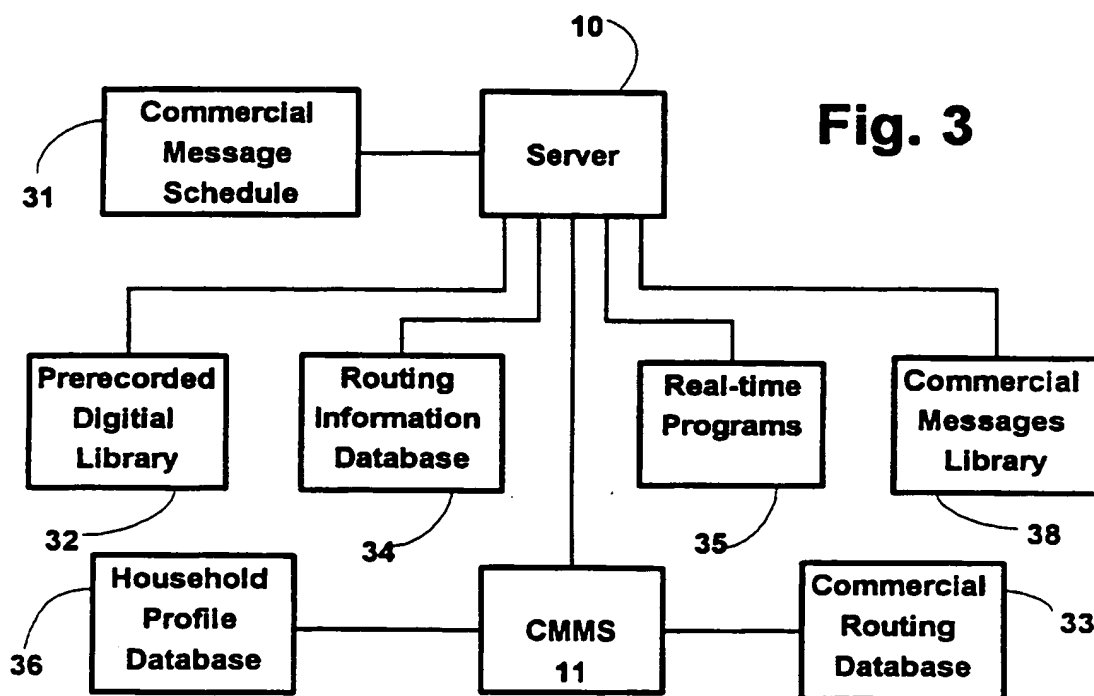 10
Commercial
Message
Schedule
31
Server
Fig. 3
Prerecorded
Digitial
Library
32
Routing
Information
Database
34
Real-time
Programs
35
Commercial
Messages
Library
38
Household
Profile
Database
36
CMMS
11
Commercial
Routing
Database
33